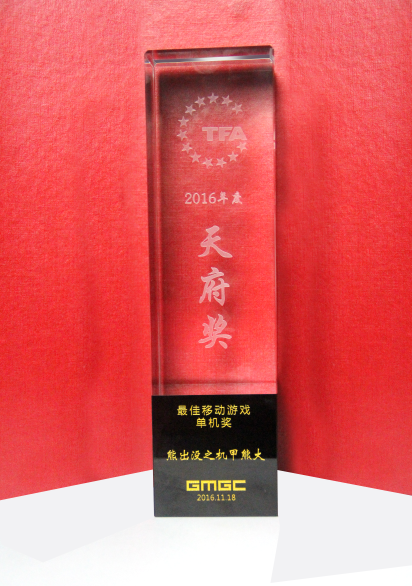 TFA
2016年度
天府奖
最佳移动游戏
单机奖
熊出没之机甲熊大
GMGC
2016.11.18